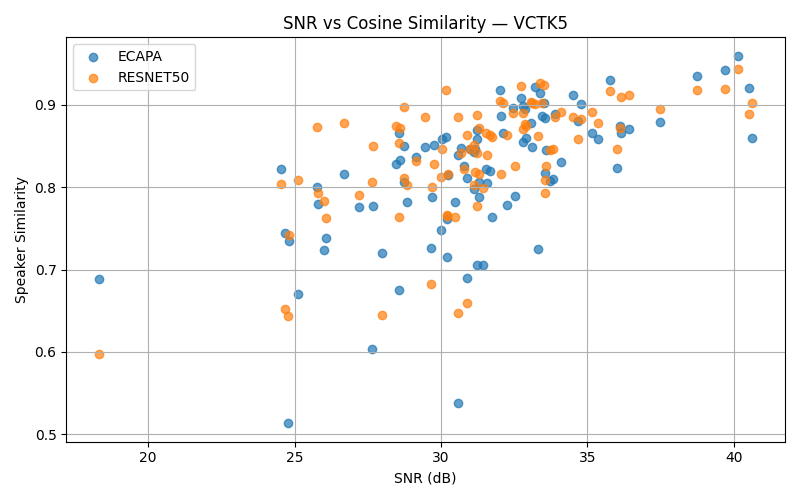 SNR vs Cosine Similarity — VCTK5
ECAPA
RESNET50
Speaker Similarity
0.9
0.8
0.7
0.6
0.5
20 25 30 35 40
SNR (dB)